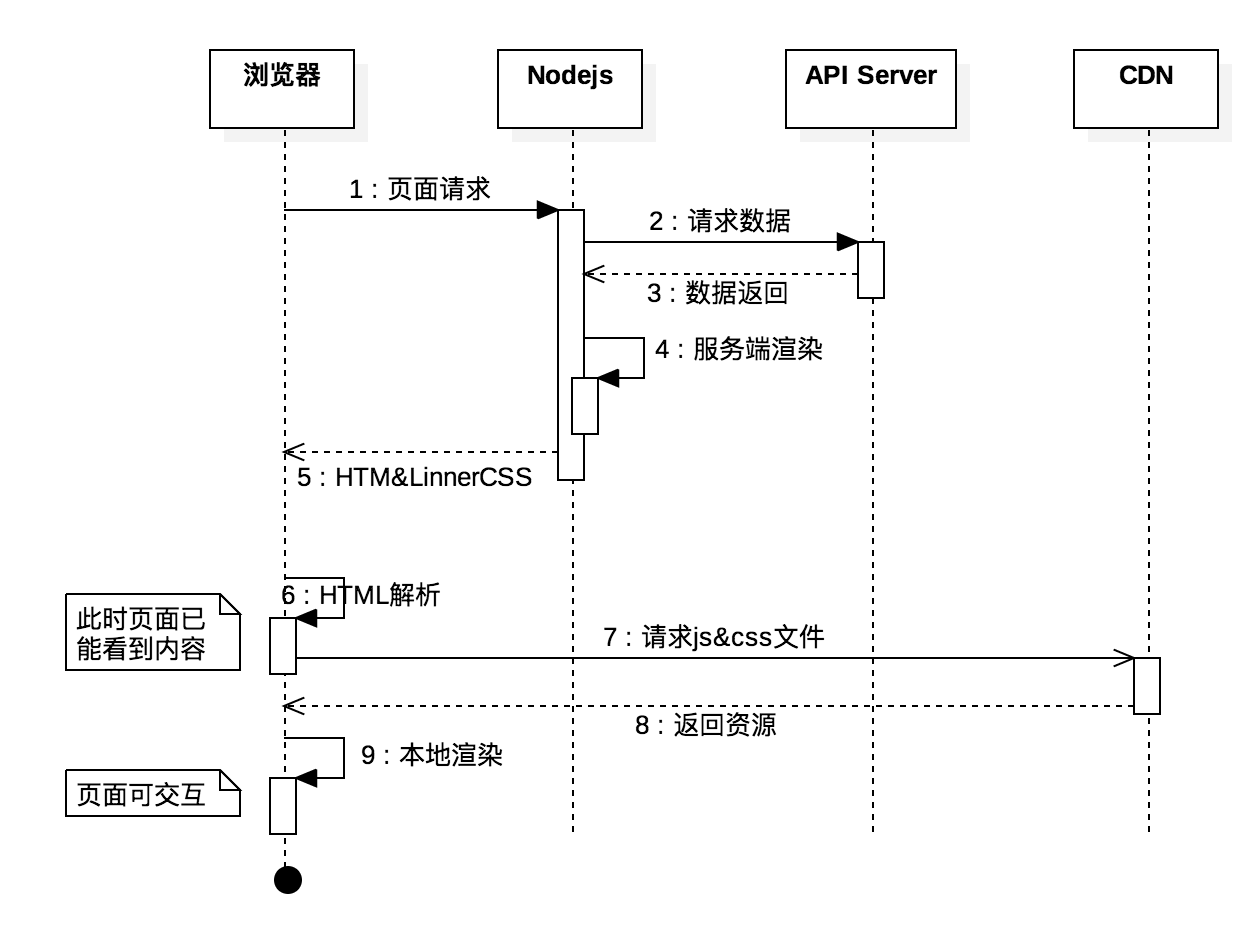 浏览器
Nodejs
API Server
CDN
1 : 页面请求
2 : 请求数据
3 : 数据返回
4 : 服务端渲染
5 : HTM&LinnerCSS
6 : HTML解析
此时页面已
能看到内容
7 : 请求js&css文件
8 : 返回资源
9 : 本地渲染
页面可交互